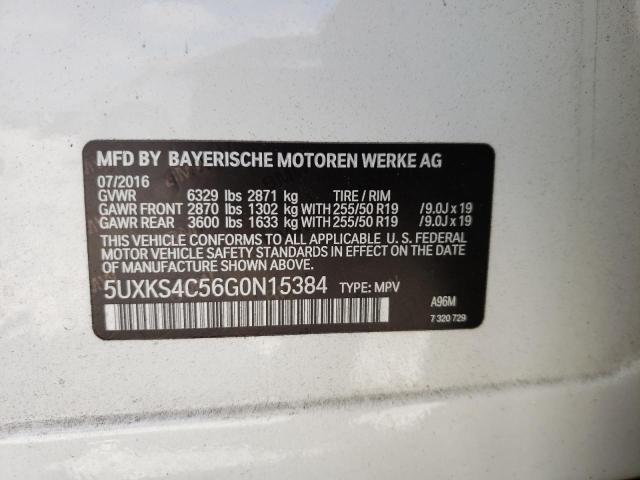 MFD BY BAYERISCHE MOTOREN WERKE AG
07/2016
GVWR 6329 lbs 2871 kg TIRE / RIM
GAWR FRONT 2870 lbs 1302 kg WITH 255/50 R19 /9.0J x 19
GAWR REAR 3600 lbs 1633 kg WITH 255/50 R19 /9.0J x 19
THIS VEHICLE CONFORMS TO ALL APPLICABLE U. S. FEDERAL
MOTOR VEHICLE SAFETY STANDARDS IN EFFECT ON THE DATE
OF MANUFACTURE SHOWN ABOVE.
5UXKS4C56G0N15384 TYPE: MPV
A96M
7 320 729